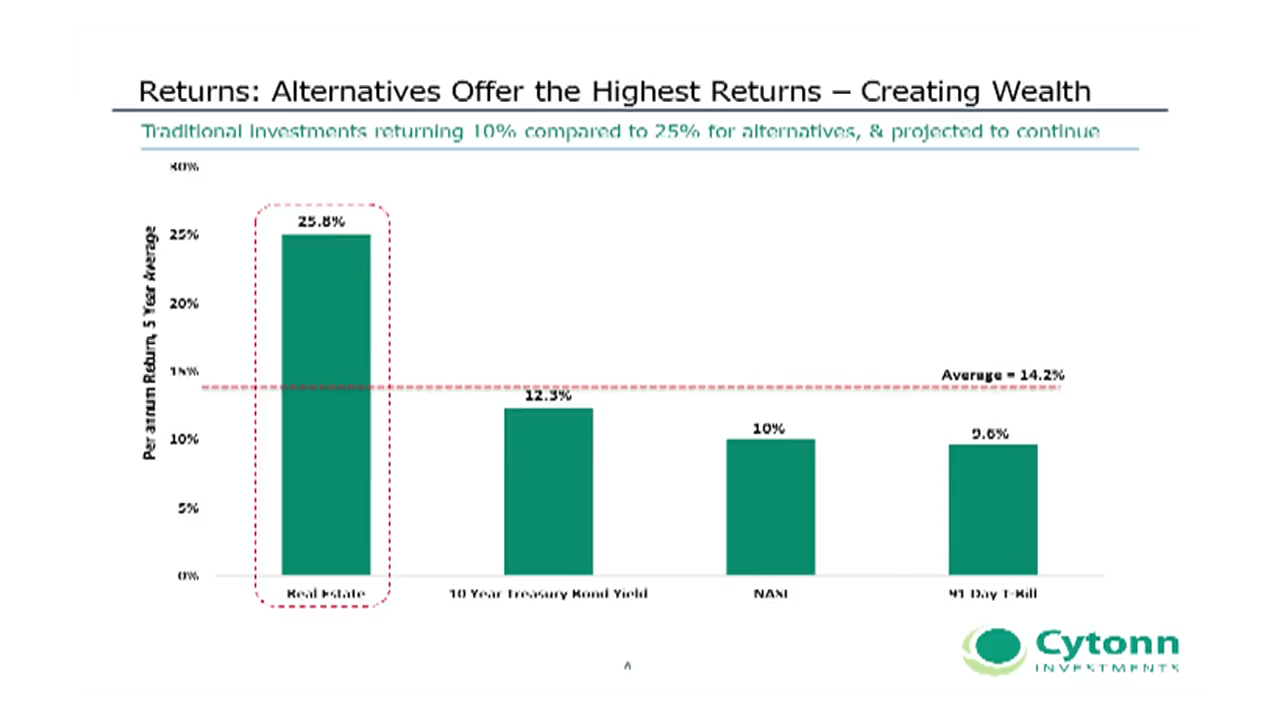 Returns: Alternatives Offer the Highest Returns – Creating Wealth
Traditional investments returning 10% compared to 25% for alternatives, & projected to continue
Per annum Return, 5 Year Average
30%
25%
20%
15%
10%
5%
0%
25.8%
12.3%
10%
9.6%
Average = 14.2%
Real Estate
10 Year Treasury Bond Yield
91 Day T-Bill
Cytonn
INVESTMENTS